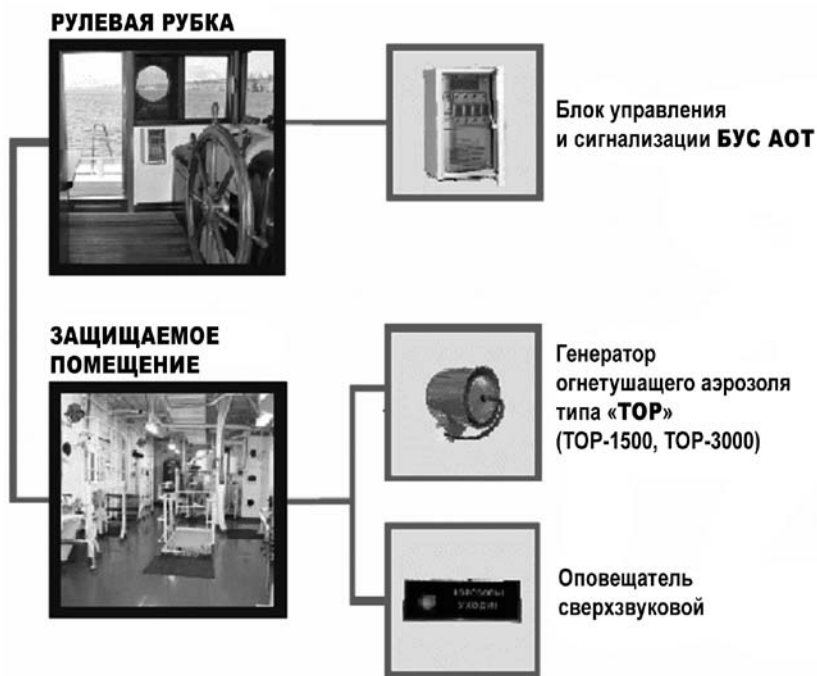 РУЛЕВАЯ РУБКА
Блок управления
и сигнализации БУС АОТ
ЗАЩИЩАЕМОЕ
ПОМЕЩЕНИЕ
Генератор
огнетушащего аэрозоля
типа «ТОР»
(ТОР-1500, ТОР-3000)
Оповещатель
сверхзвуковой
УХОДИ!